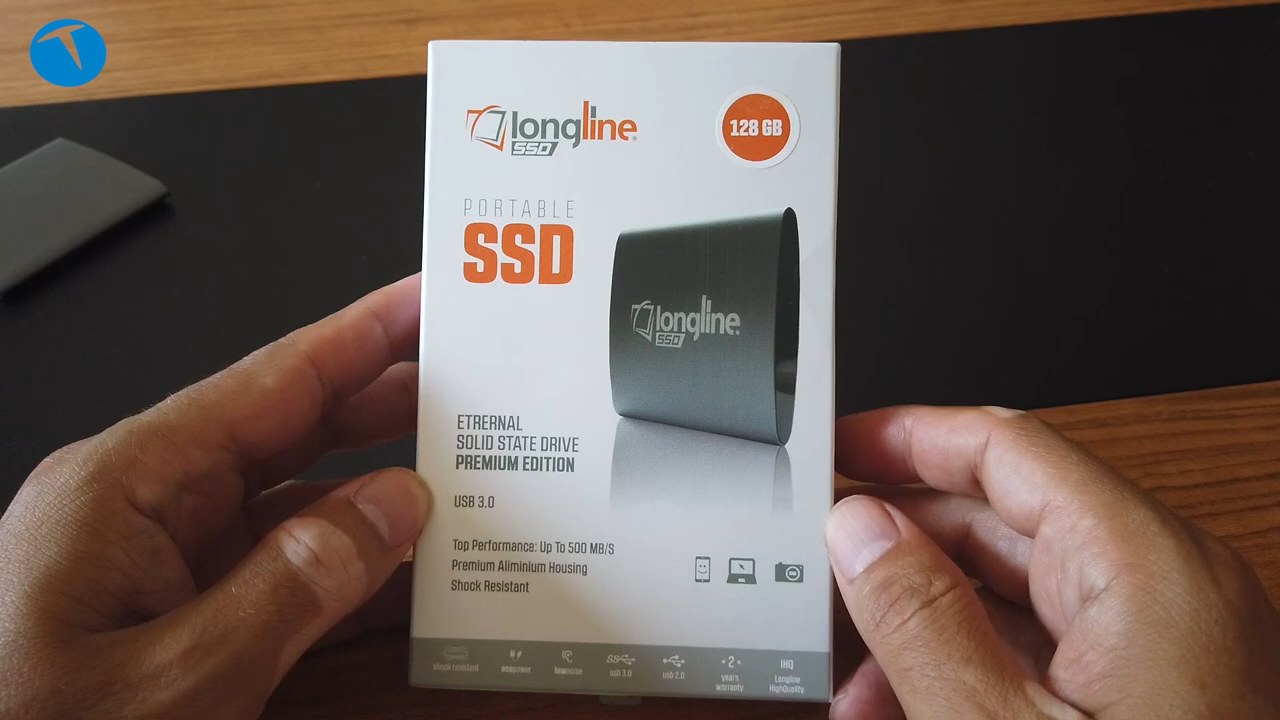 longline
SSD
128 GB
PORTABLE
SSD
longline
SSD
ETRERNAL
SOLID STATE DRIVE
PREMIUM EDITION
USB 3.0
Top Performance: Up To 500 MB/S
Premium Aliminium Housing
Shock Resistant
shock resistant
ecopower
lownoise
usb 3.0
usb 2.0
•2•
years
warranty
IHQ
Longline
HighQuality